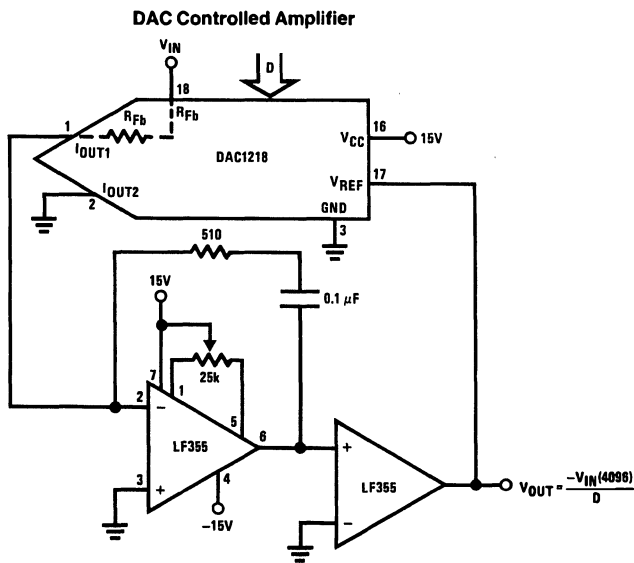 DAC Controlled Amplifier
VIN
D
18
RFb
RFb
1
IOUT1
DAC1218
VCC
16
15V
VREF
17
IOUT2
2
GND
3
510
15V
0.1 μF
7
1
25k
2
−
5
6
LF355
3
+
4
−15V
+
LF355
−
VOUT = −VIN(4096)
D